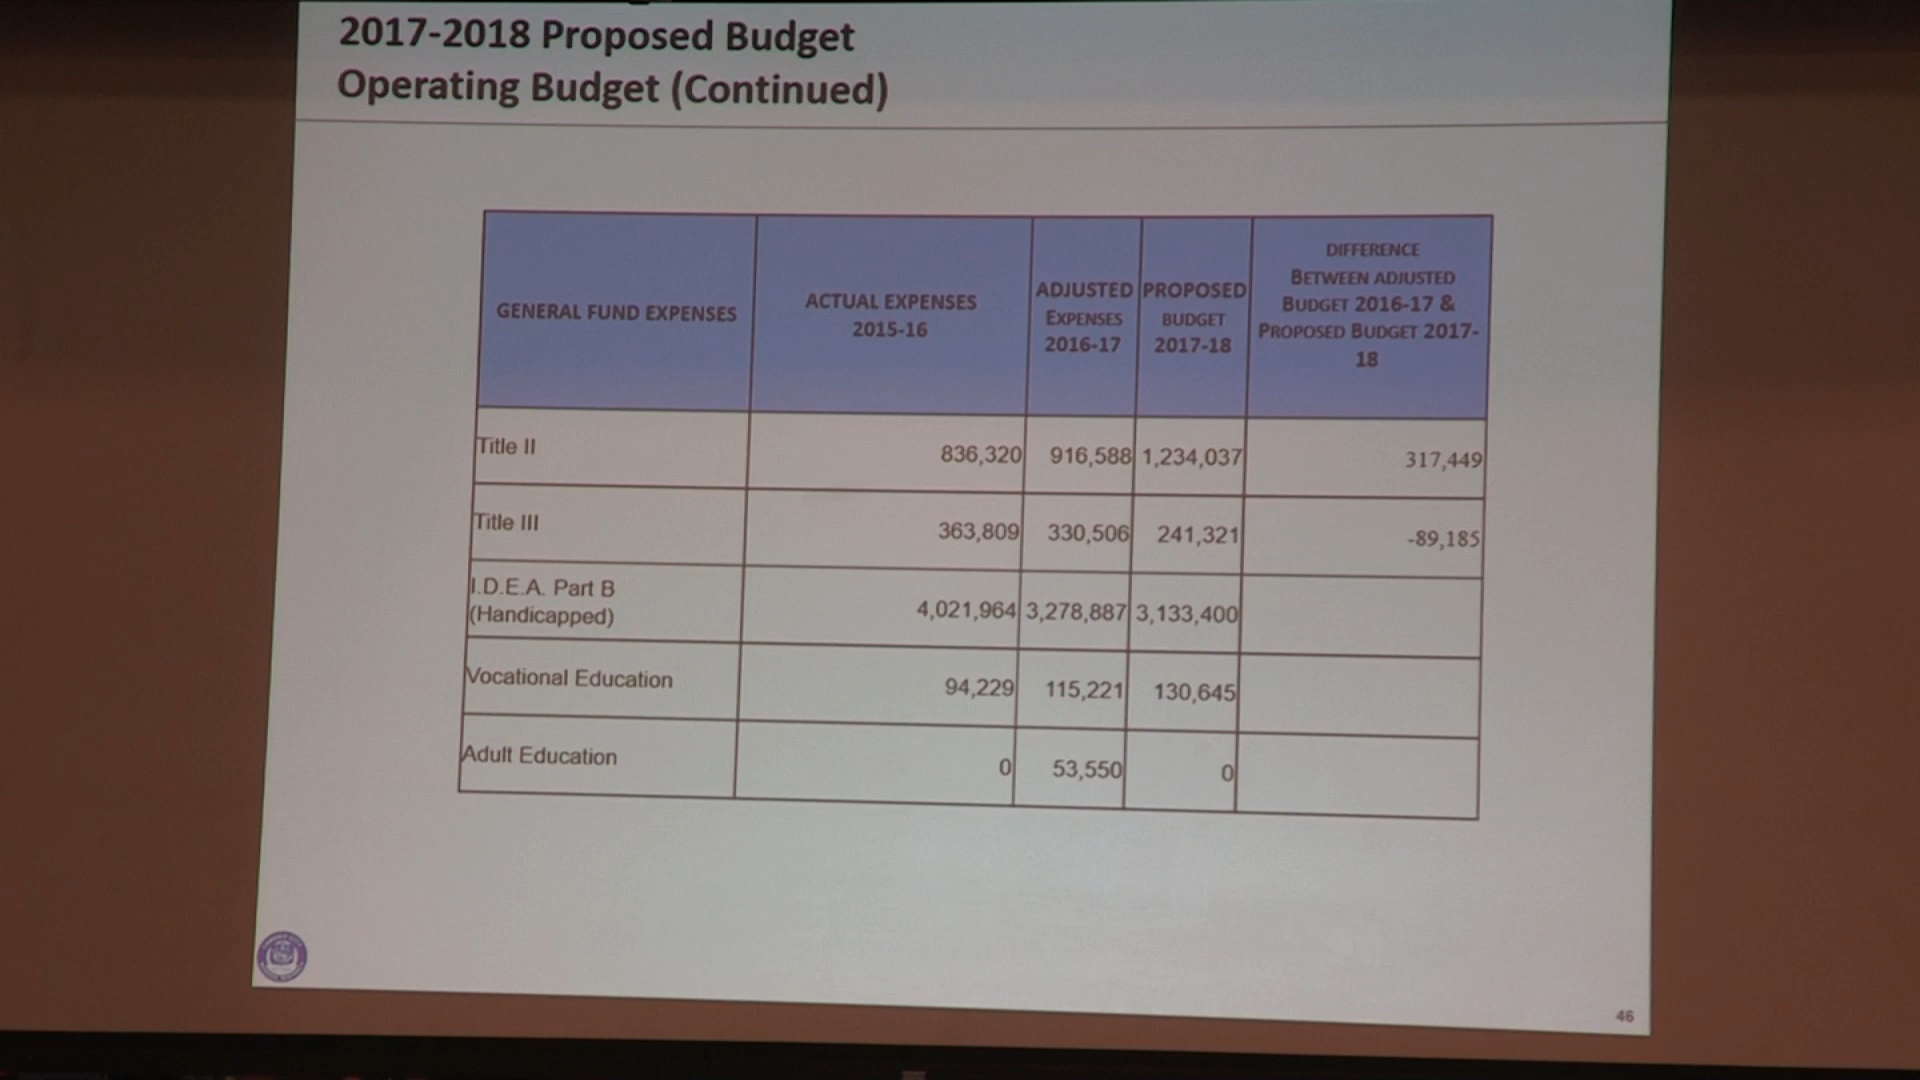 2017-2018 Proposed Budget
Operating Budget (Continued)
GENERAL FUND EXPENSES
ACTUAL EXPENSES
2015-16
ADJUSTED
EXPENSES
2016-17
PROPOSED
BUDGET
2017-18
DIFFERENCE
BETWEEN ADJUSTED
BUDGET 2016-17 &
PROPOSED BUDGET 2017-
18
Title II 836,320 916,588 1,234,037 317,449
Title III 363,809 330,506 241,321 -89,185
I.D.E.A. Part B
(Handicapped) 4,021,964 3,278,887 3,133,400
Vocational Education 94,229 115,221 130,645
Adult Education 0 53,550 0
46